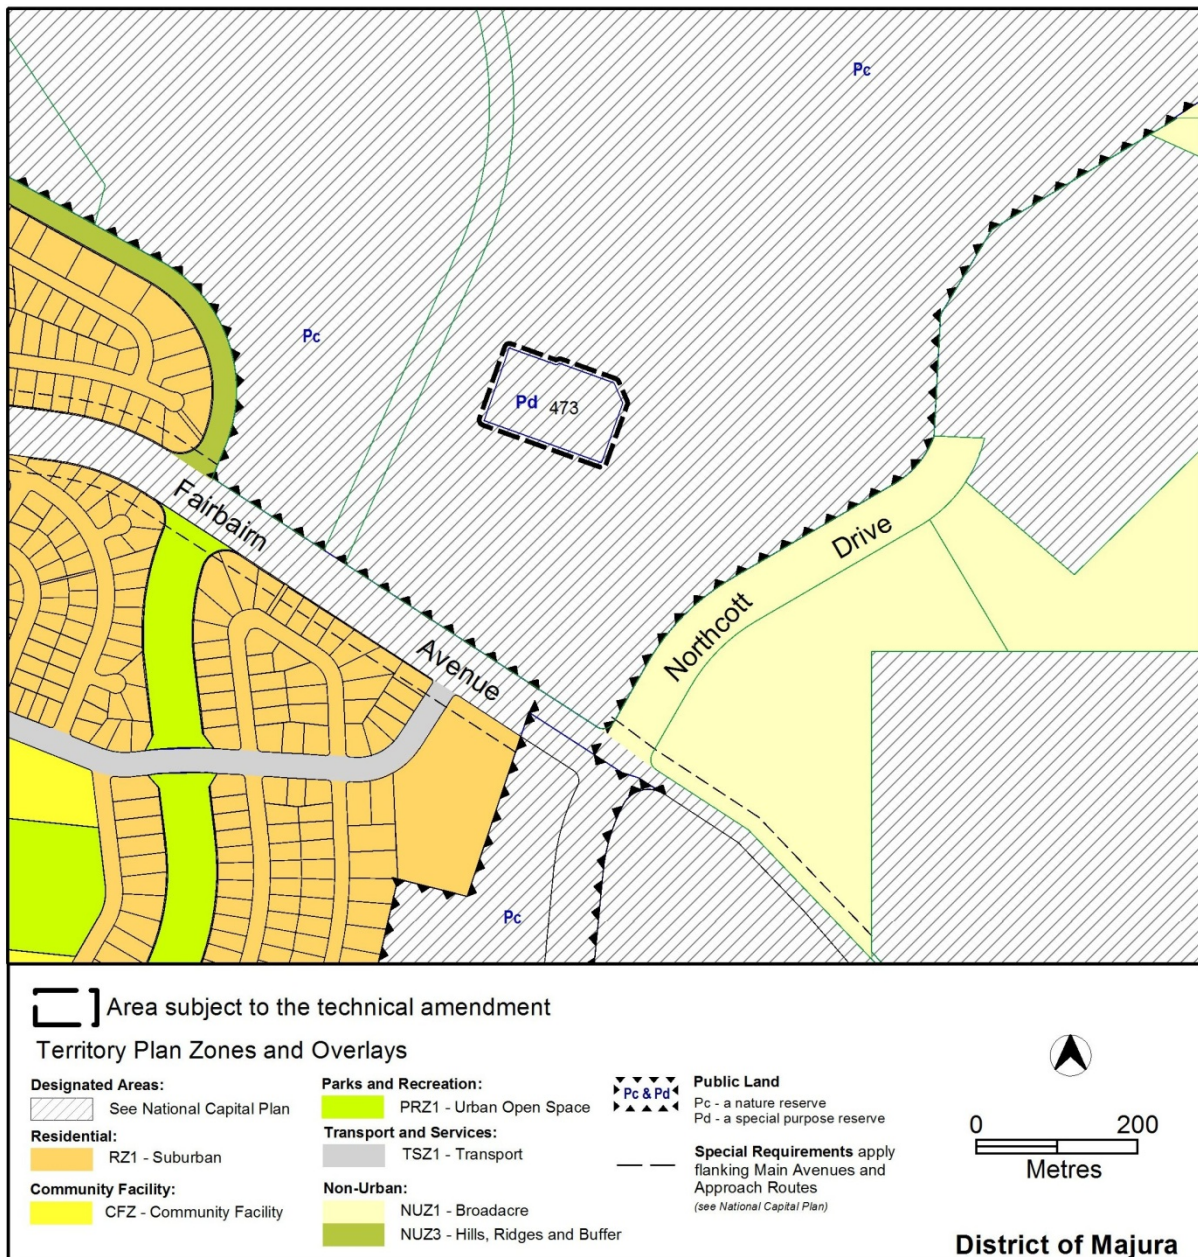 Pc
Pc
Pd 473
Fairbairn
Avenue
Northcott
Drive
Pc
Area subject to the technical amendment
Territory Plan Zones and Overlays
Designated Areas:
See National Capital Plan
Residential:
RZ1 - Suburban
Community Facility:
CFZ - Community Facility
Parks and Recreation:
PRZ1 - Urban Open Space
Transport and Services:
TSZ1 - Transport
Non-Urban:
NUZ1 - Broadacre
NUZ3 - Hills, Ridges and Buffer
Pc & Pd
Public Land
Pc - a nature reserve
Pd - a special purpose reserve
Special Requirements apply
flanking Main Avenues and
Approach Routes
(see National Capital Plan)
0 200
Metres
District of Majura